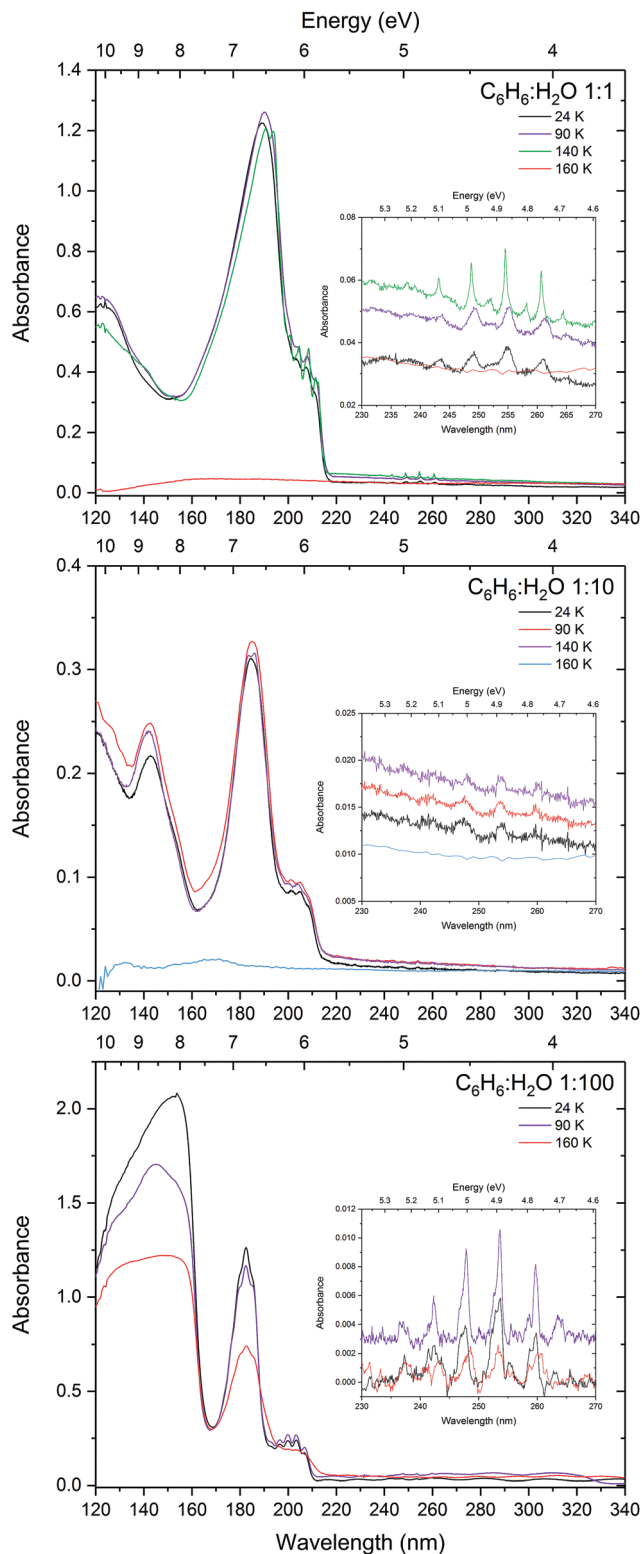 Energy (eV)
10 9 8 7 6 5 4
C₆H₆:H₂O 1:1
24 K
90 K
140 K
160 K
1.4
1.2
1.0
0.8
0.6
0.4
0.2
0.0
Absorbance
Energy (eV)
5.3 5.2 5.1 5 4.9 4.8 4.7 4.6
0.08
0.06
0.04
0.02
Absorbance
230 235 240 245 250 255 260 265 270
Wavelength (nm)
120 140 160 180 200 220 240 260 280 300 320 340
10 9 8 7 6 5 4
C₆H₆:H₂O 1:10
24 K
90 K
140 K
160 K
0.4
0.3
0.2
0.1
0.0
Absorbance
Energy (eV)
5.3 5.2 5.1 5 4.9 4.8 4.7 4.6
0.025
0.020
0.015
0.010
0.005
Absorbance
230 240 250 260 270
Wavelength (nm)
120 140 160 180 200 220 240 260 280 300 320 340
10 9 8 7 6 5 4
C₆H₆:H₂O 1:100
24 K
90 K
160 K
2.0
1.5
1.0
0.5
0.0
Absorbance
Energy (eV)
5.3 5.2 5.1 5 4.9 4.8 4.7 4.6
0.012
0.010
0.008
0.006
0.004
0.002
0.000
Absorbance
230 240 250 260 270
Wavelength (nm)
120 140 160 180 200 220 240 260 280 300 320 340
Wavelength (nm)